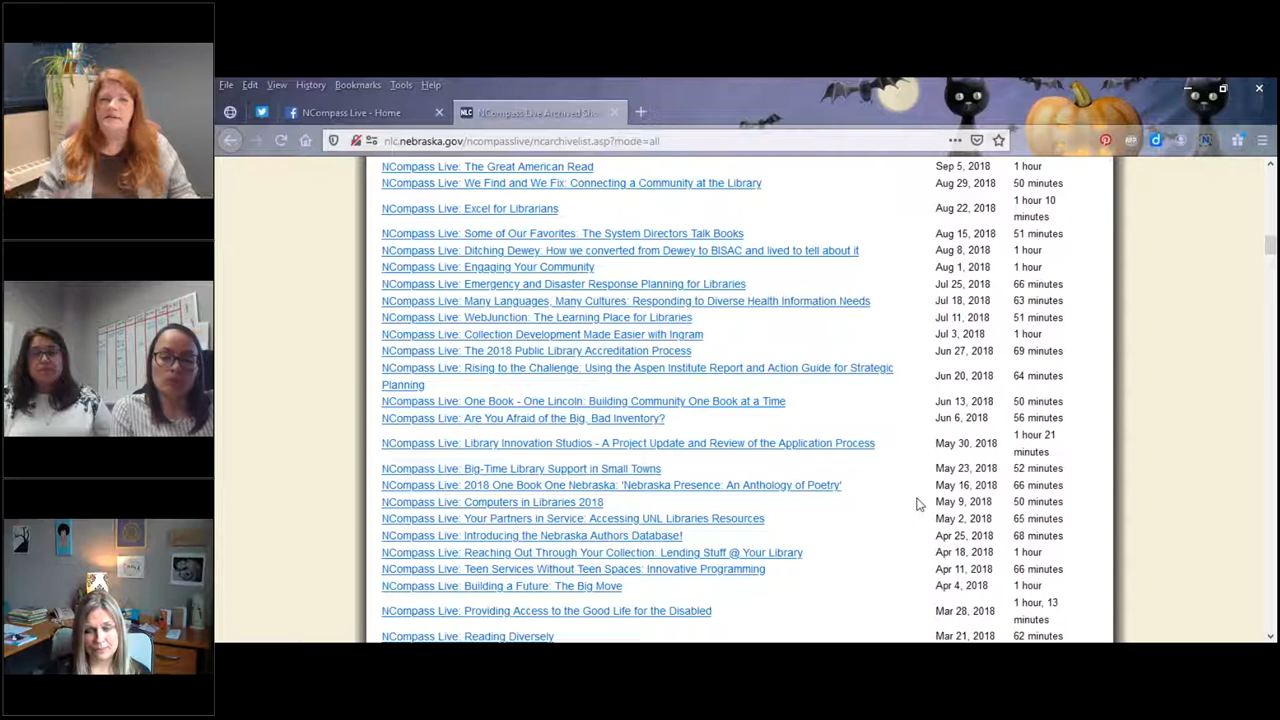 File Edit View History Bookmarks Tools Help
NCompass Live - Home
NLC NCompass Live Archived Sho
nlc.nebraska.gov/ncompasslive/ncarchivelist.asp?mode=all
NCompass Live: The Great American Read Sep 5, 2018 1 hour
NCompass Live: We Find and We Fix: Connecting a Community at the Library Aug 29, 2018 50 minutes
NCompass Live: Excel for Librarians Aug 22, 2018 1 hour 10
minutes
NCompass Live: Some of Our Favorites: The System Directors Talk Books Aug 15, 2018 51 minutes
NCompass Live: Ditching Dewey: How we converted from Dewey to BISAC and lived to tell about it Aug 8, 2018 1 hour
NCompass Live: Engaging Your Community Aug 1, 2018 1 hour
NCompass Live: Emergency and Disaster Response Planning for Libraries Jul 25, 2018 66 minutes
NCompass Live: Many Languages, Many Cultures: Responding to Diverse Health Information Needs Jul 18, 2018 63 minutes
NCompass Live: WebJunction: The Learning Place for Libraries Jul 11, 2018 51 minutes
NCompass Live: Collection Development Made Easier with Ingram Jul 3, 2018 1 hour
NCompass Live: The 2018 Public Library Accreditation Process Jun 27, 2018 69 minutes
NCompass Live: Rising to the Challenge: Using the Aspen Institute Report and Action Guide for Strategic
Planning Jun 20, 2018 64 minutes
NCompass Live: One Book - One Lincoln: Building Community One Book at a Time Jun 13, 2018 50 minutes
NCompass Live: Are You Afraid of the Big, Bad Inventory? Jun 6, 2018 56 minutes
NCompass Live: Library Innovation Studios - A Project Update and Review of the Application Process May 30, 2018 1 hour 21
minutes
NCompass Live: Big-Time Library Support in Small Towns May 23, 2018 52 minutes
NCompass Live: 2018 One Book One Nebraska: 'Nebraska Presence: An Anthology of Poetry' May 16, 2018 66 minutes
NCompass Live: Computers in Libraries 2018 May 9, 2018 50 minutes
NCompass Live: Your Partners in Service: Accessing UNL Libraries Resources May 2, 2018 65 minutes
NCompass Live: Introducing the Nebraska Authors Database! Apr 25, 2018 68 minutes
NCompass Live: Reaching Out Through Your Collection: Lending Stuff @ Your Library Apr 18, 2018 1 hour
NCompass Live: Teen Services Without Teen Spaces: Innovative Programming Apr 11, 2018 66 minutes
NCompass Live: Building a Future: The Big Move Apr 4, 2018 1 hour
NCompass Live: Providing Access to the Good Life for the Disabled Mar 28, 2018 1 hour, 13
minutes
NCompass Live: Reading Diversely Mar 21, 2018 62 minutes